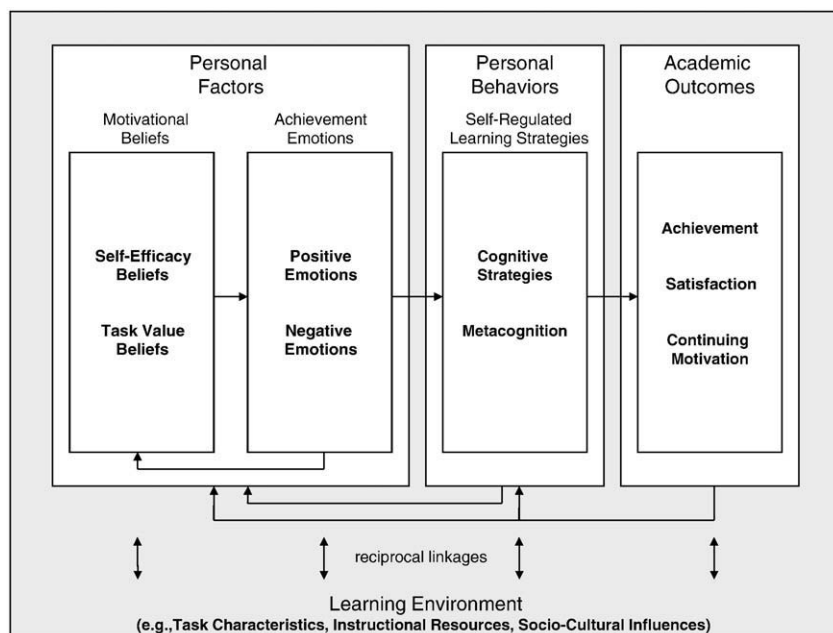 Personal
Factors
Motivational
Beliefs
Achievement
Emotions
Self-Efficacy
Beliefs
Task Value
Beliefs
Positive
Emotions
Negative
Emotions
Personal
Behaviors
Self-Regulated
Learning Strategies
Cognitive
Strategies
Metacognition
Academic
Outcomes
Achievement
Satisfaction
Continuing
Motivation
reciprocal linkages
Learning Environment
(e.g.,Task Characteristics, Instructional Resources, Socio-Cultural Influences)